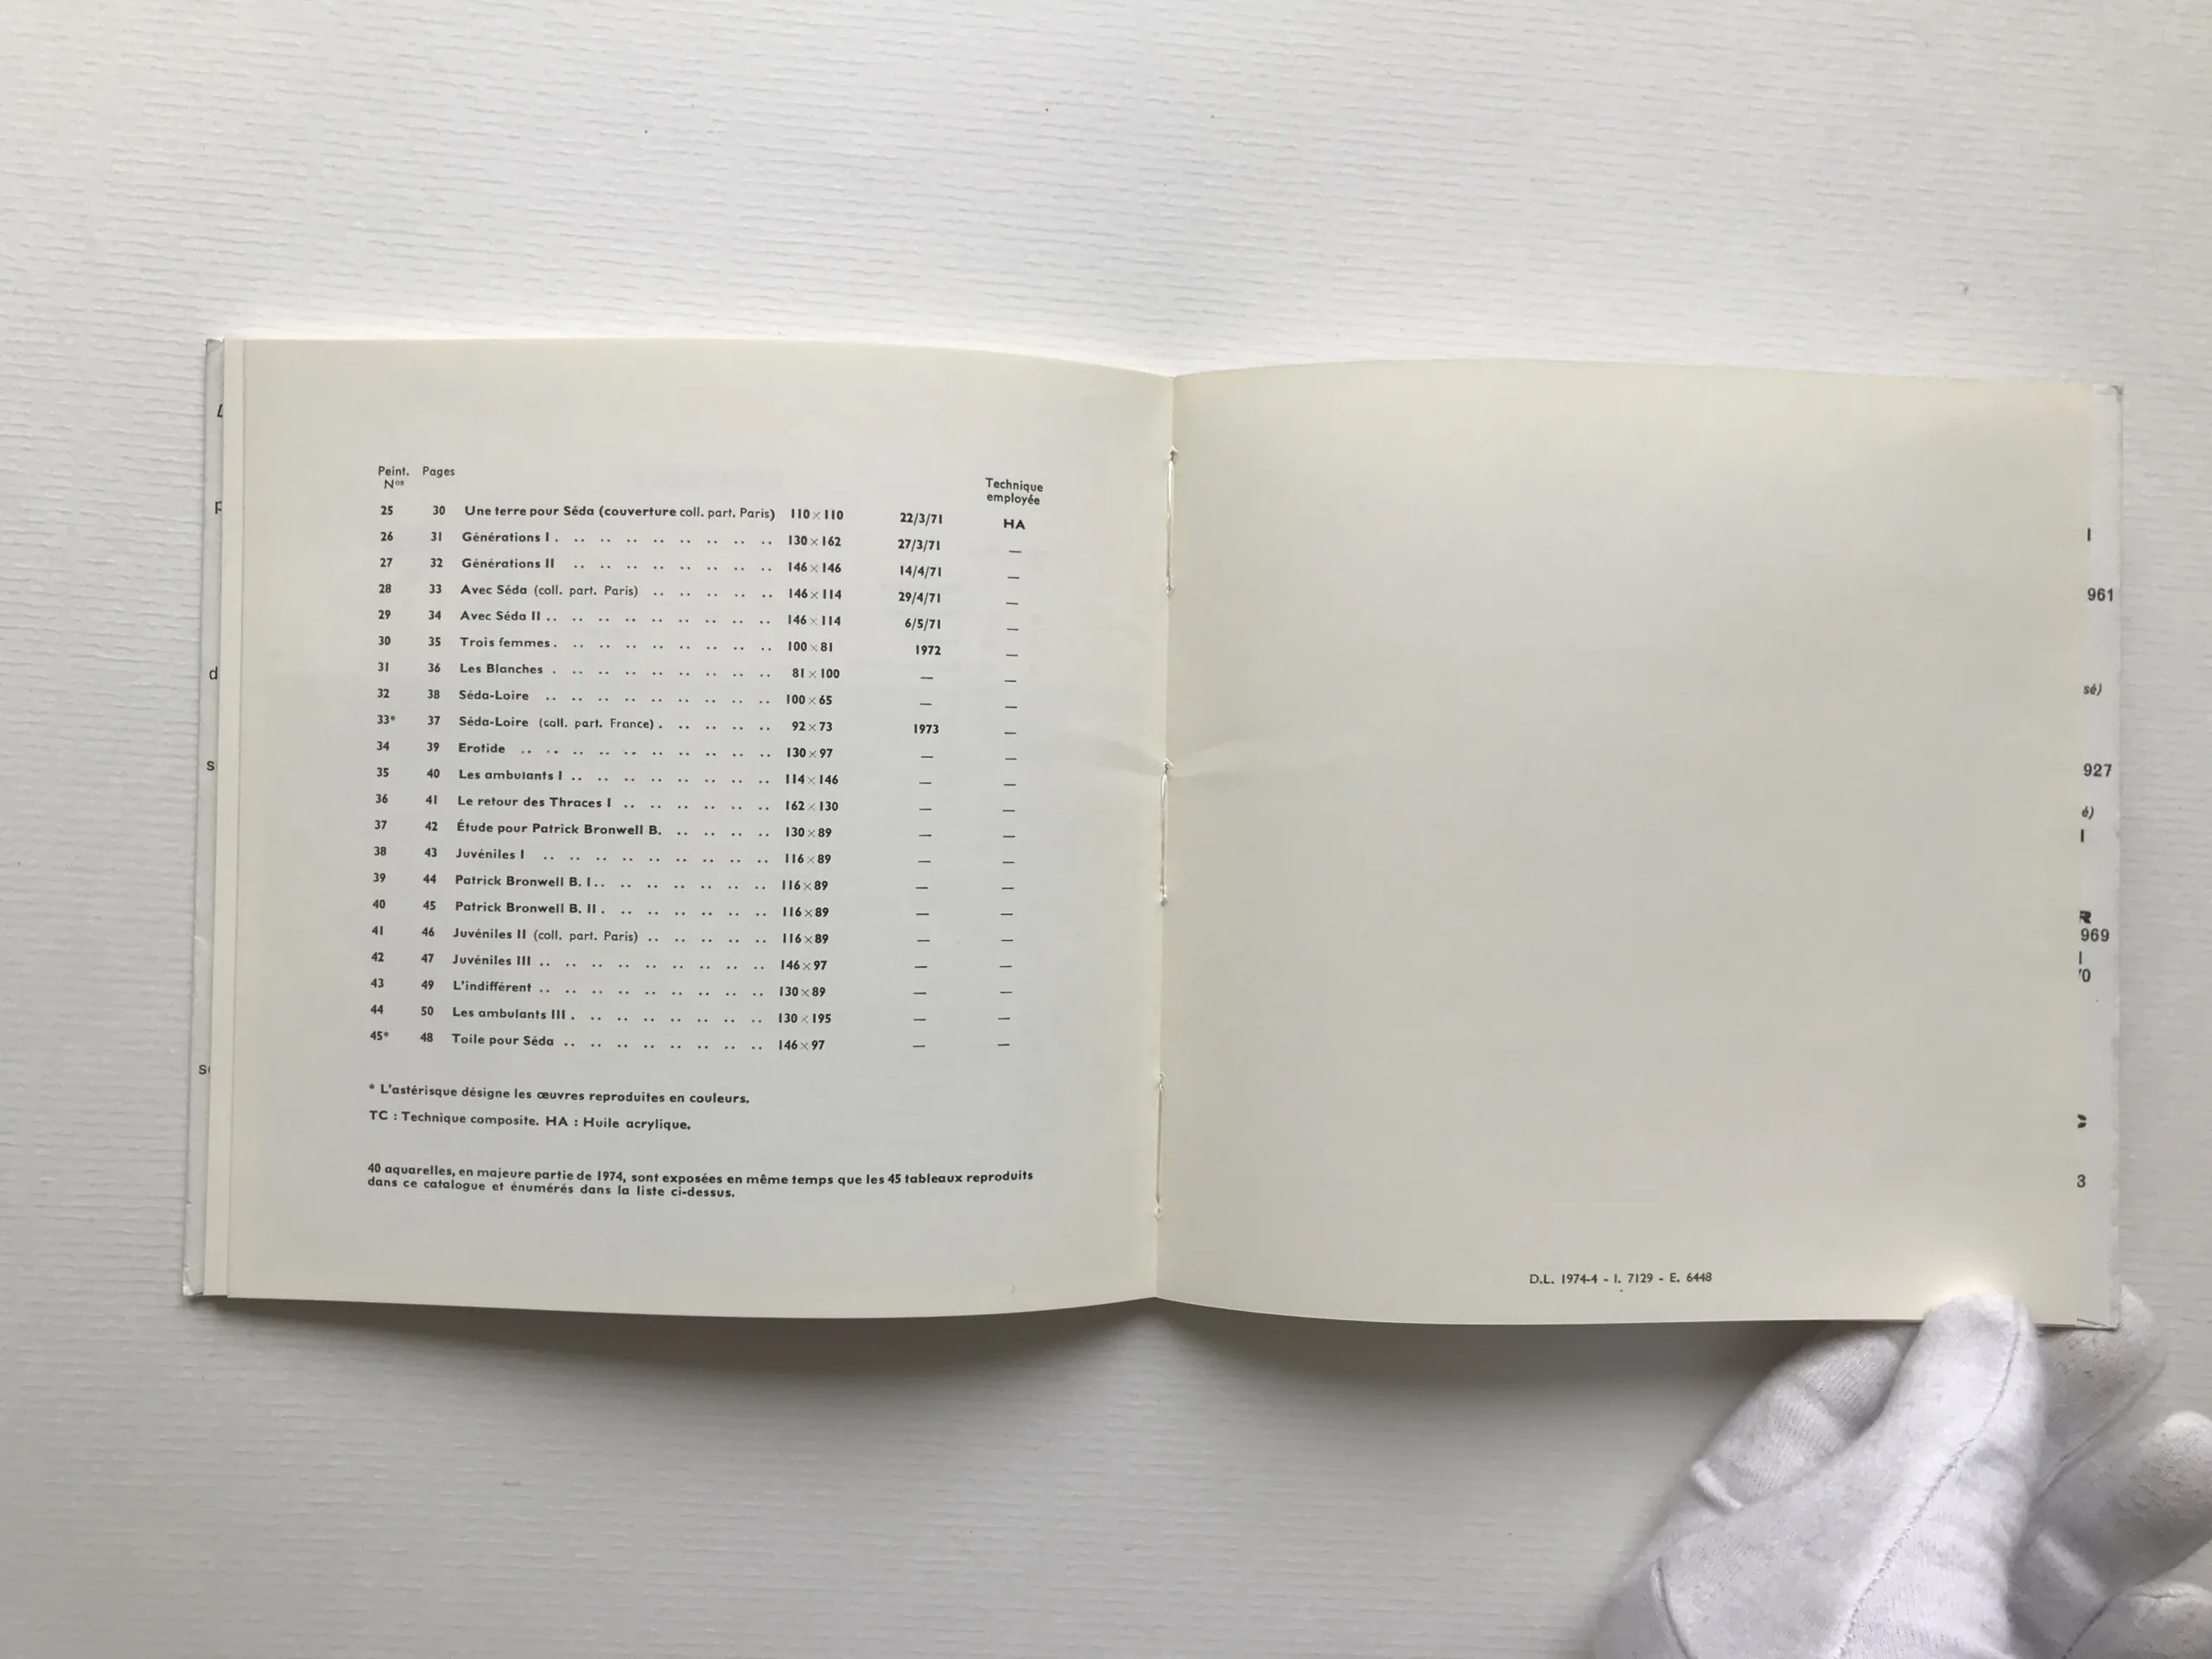 Peint. Pages
Nos
Technique
employée
25 30 Une terre pour Séda (couverture coll. part. Paris) 110×110 22/3/71 HA
26 31 Générations I . .. .. .. .. .. .. .. .. 130×162 27/3/71 —
27 32 Générations II .. .. .. .. .. .. .. .. 146×146 14/4/71 —
28 33 Avec Séda (coll. part. Paris) .. .. .. .. .. 146×114 29/4/71 —
29 34 Avec Séda II .. .. .. .. .. .. .. .. .. 146×114 6/5/71 —
30 35 Trois femmes . .. .. .. .. .. .. .. .. 100×81 1972 —
31 36 Les Blanches . .. .. .. .. .. .. .. .. 81×100 — —
32 38 Séda-Loire .. .. .. .. .. .. .. .. .. 100×65 — —
33* 37 Séda-Loire (coll. part. France) . .. .. .. .. 92×73 1973 —
34 39 Erotide .. .. .. .. .. .. .. .. .. .. 130×97 — —
35 40 Les ambulants I .. .. .. .. .. .. .. .. 114×146 — —
36 41 Le retour des Thraces I .. .. .. .. .. .. 162×130 — —
37 42 Étude pour Patrick Bronwell B. .. .. .. .. .. 130×89 — —
38 43 Juvéniles I .. .. .. .. .. .. .. .. .. 116×89 — —
39 44 Patrick Bronwell B. I .. .. .. .. .. .. .. 116×89 — —
40 45 Patrick Bronwell B. II . .. .. .. .. .. .. 116×89 — —
41 46 Juvéniles II (coll. part. Paris) .. .. .. .. .. 116×89 — —
42 47 Juvéniles III .. .. .. .. .. .. .. .. .. 146×97 — —
43 49 L'indifférent .. .. .. .. .. .. .. .. .. 130×89 — —
44 50 Les ambulants III . .. .. .. .. .. .. .. 130×195 — —
45* 48 Toile pour Séda .. .. .. .. .. .. .. .. 146×97 — —
* L'astérisque désigne les œuvres reproduites en couleurs.
TC : Technique composite. HA : Huile acrylique.
40 aquarelles, en majeure partie de 1974, sont exposées en même temps que les 45 tableaux reproduits
dans ce catalogue et énumérés dans la liste ci-dessus.
D.L. 1974-4 - I. 7129 - E. 6448
961
sé)
927
é)
969
3